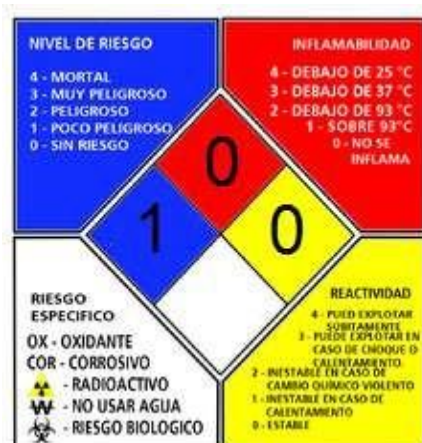 NIVEL DE RIESGO
4 - MORTAL
3 - MUY PELIGROSO
2 - PELIGROSO
1 - POCO PELIGROSO
0 - SIN RIESGO
INFLAMABILIDAD
4 - DEBAJO DE 25 °C
3 - DEBAJO DE 37 °C
2 - DEBAJO DE 93 °C
1 - SOBRE 93°C
0 - NO SE
INFLAMA
0
1
0
RIESGO
ESPECIFICO
OX - OXIDANTE
COR - CORROSIVO
- RADIOACTIVO
W - NO USAR AGUA
- RIESGO BIOLOGICO
REACTIVIDAD
4 - PUED EXPLOTAR
SÚBITAMENTE
3 - PUEDE EXPLOTAR EN
CASO DE CHOQUE O
CALENTAMIENTO
2 - INESTABLE EN CASO DE
CAMBIO QUÍMICO VIOLENTO
1 - INESTABLE EN CASO DE
CALENTAMIENTO
0 - ESTABLE